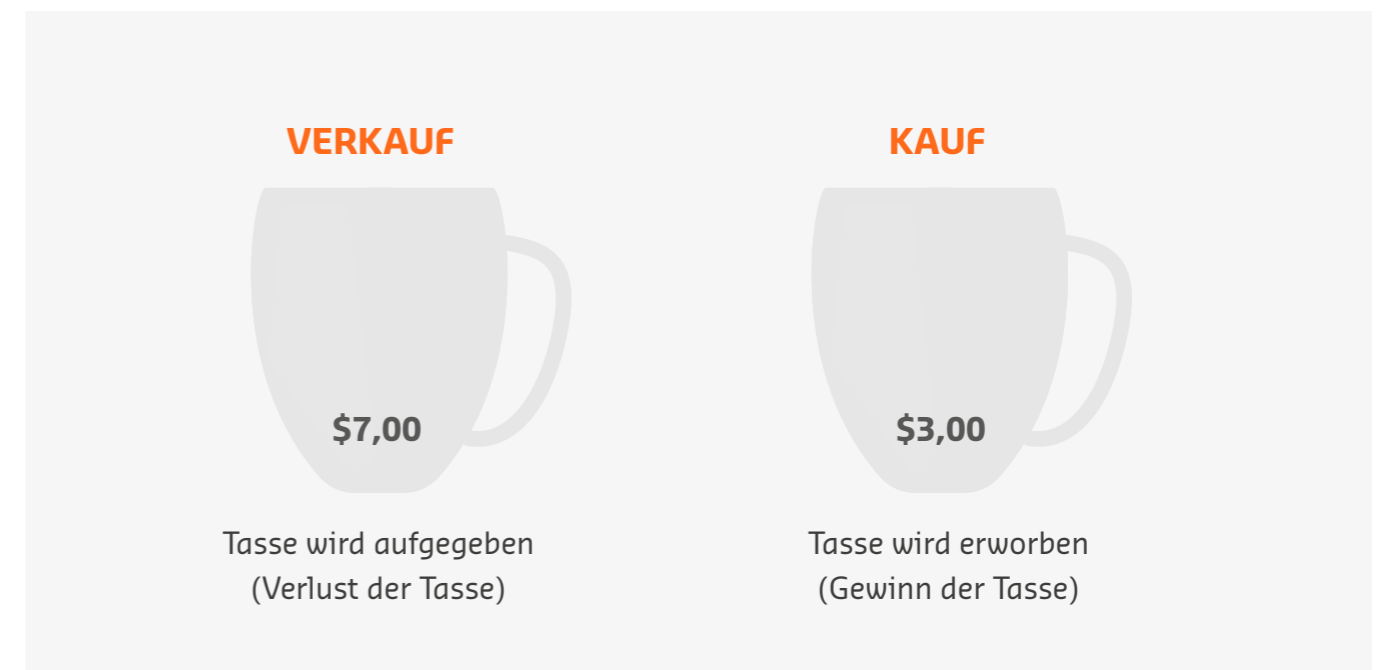 VERKAUF
KAUF
$7,00
$3,00
Tasse wird aufgegeben
(Verlust der Tasse)
Tasse wird erworben
(Gewinn der Tasse)